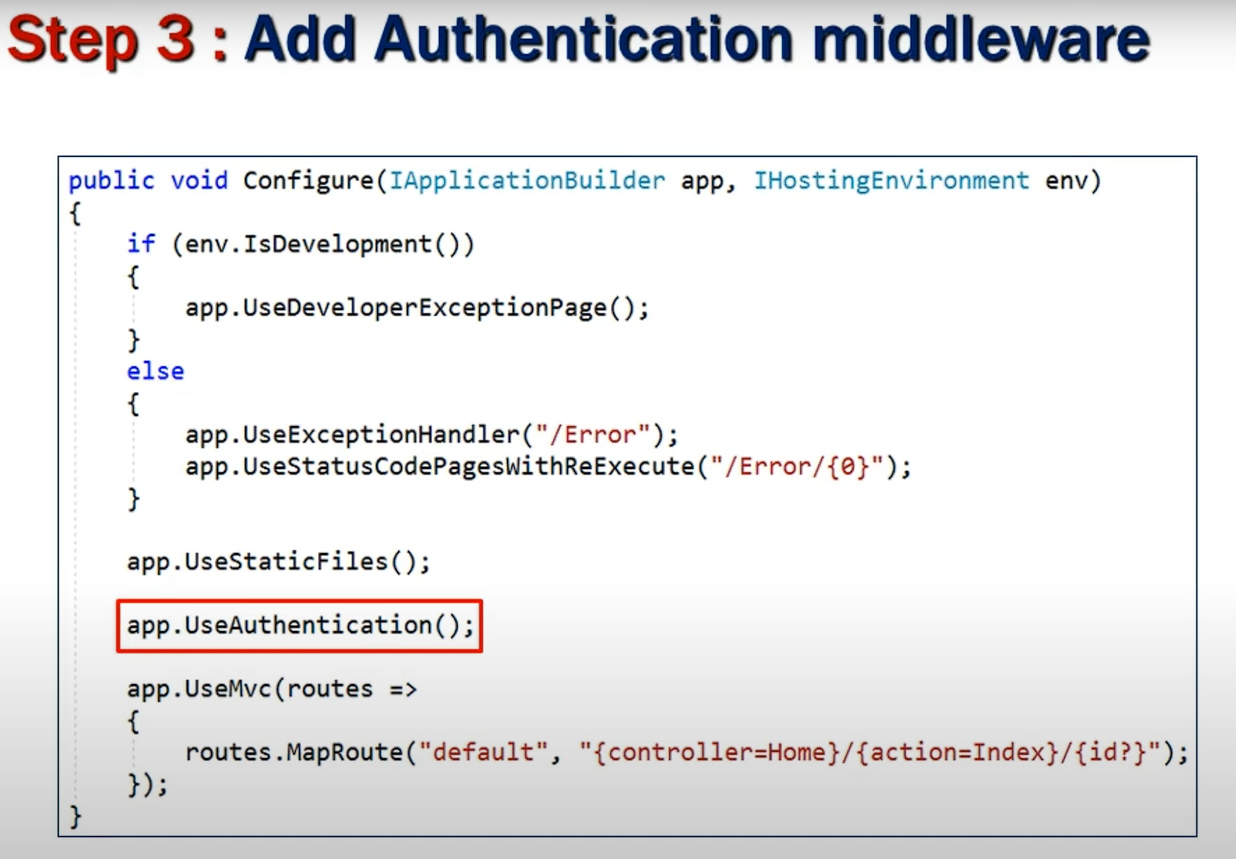 Step 3 : Add Authentication middleware
public void Configure(IApplicationBuilder app, IHostingEnvironment env)
{
    if (env.IsDevelopment())
    {
        app.UseDeveloperExceptionPage();
    }
    else
    {
        app.UseExceptionHandler("/Error");
        app.UseStatusCodePagesWithReExecute("/Error/{0}");
    }
    app.UseStaticFiles();
    app.UseAuthentication();
    app.UseMvc(routes =>
    {
        routes.MapRoute("default", "{controller=Home}/{action=Index}/{id?}");
    });
}